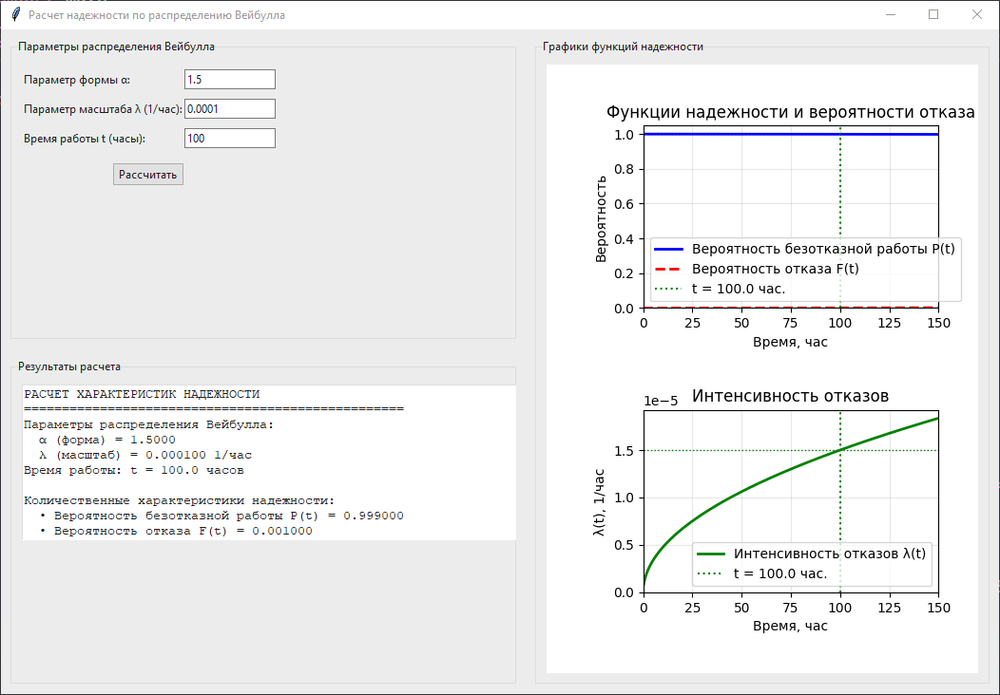 Расчет надежности по распределению Вейбулла
Параметры распределения Вейбулла
Параметр формы α: 1.5
Параметр масштаба λ (1/час): 0.0001
Время работы t (часы): 100
Рассчитать
Результаты расчета
РАСЧЕТ ХАРАКТЕРИСТИК НАДЕЖНОСТИ
==================================================
Параметры распределения Вейбулла:
α (форма) = 1.5000
λ (масштаб) = 0.000100 1/час
Время работы: t = 100.0 часов
Количественные характеристики надежности:
• Вероятность безотказной работы P(t) = 0.999000
• Вероятность отказа F(t) = 0.001000
Графики функций надежности
Функции надежности и вероятности отказа
1.0
0.8
0.6
0.4
0.2
0.0
Вероятность
Вероятность безотказной работы P(t)
Вероятность отказа F(t)
t = 100.0 час.
0 25 50 75 100 125 150
Время, час
1e−5
Интенсивность отказов
1.5
1.0
0.5
0.0
λ(t), 1/час
Интенсивность отказов λ(t)
t = 100.0 час.
0 25 50 75 100 125 150
Время, час